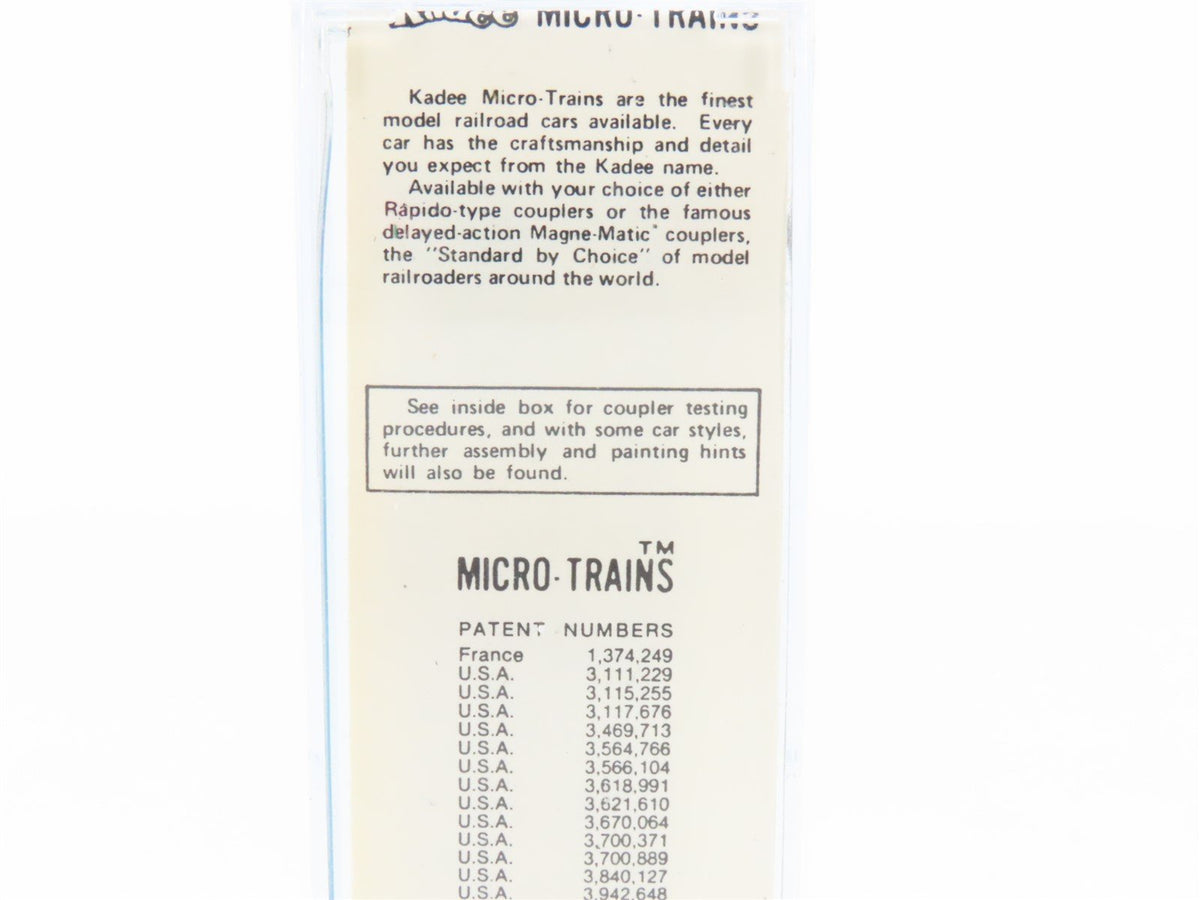 Kadee MICRO-TRAINS
Kadee Micro-Trains are the finest
model railroad cars available. Every
car has the craftsmanship and detail
you expect from the Kadee name.
Available with your choice of either
Rapido-type couplers or the famous
delayed-action Magne-Matic® couplers,
the "Standard by Choice" of model
railroaders around the world.
See inside box for coupler testing
procedures, and with some car styles,
further assembly and painting hints
will also be found.
TM
MICRO-TRAINS
PATENT NUMBERS
France 1,374,249
U.S.A. 3,111,229
U.S.A. 3,115,255
U.S.A. 3,117,676
U.S.A. 3,469,713
U.S.A. 3,564,766
U.S.A. 3,566,104
U.S.A. 3,618,991
U.S.A. 3,621,610
U.S.A. 3,670,064
U.S.A. 3,700,371
U.S.A. 3,700,889
U.S.A. 3,840,127
U.S.A. 3,942,648